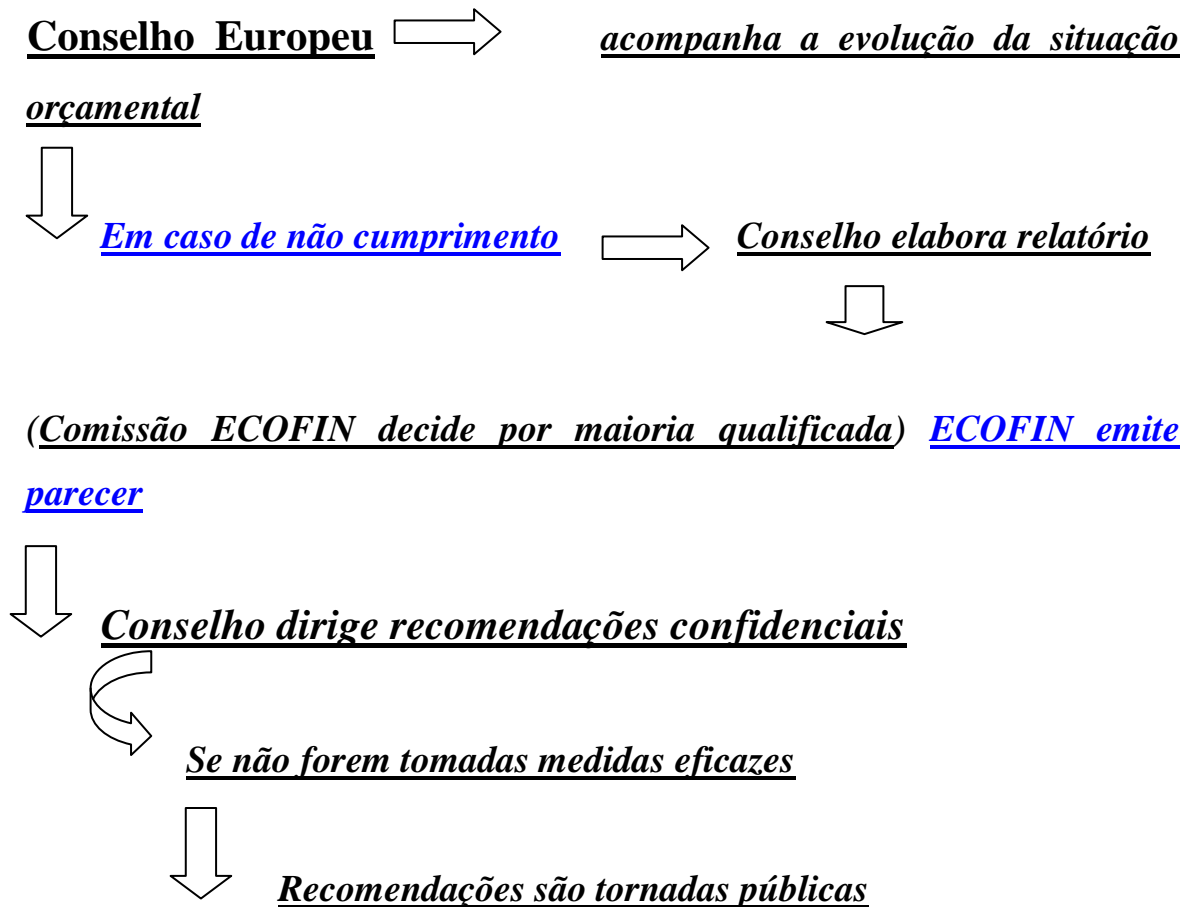 Conselho Europeu acompanha a evolução da situação
orçamental
Em caso de não cumprimento Conselho elabora relatório
(Comissão ECOFIN decide por maioria qualificada) ECOFIN emite
parecer
Conselho dirige recomendações confidenciais
Se não forem tomadas medidas eficazes
Recomendações são tornadas públicas